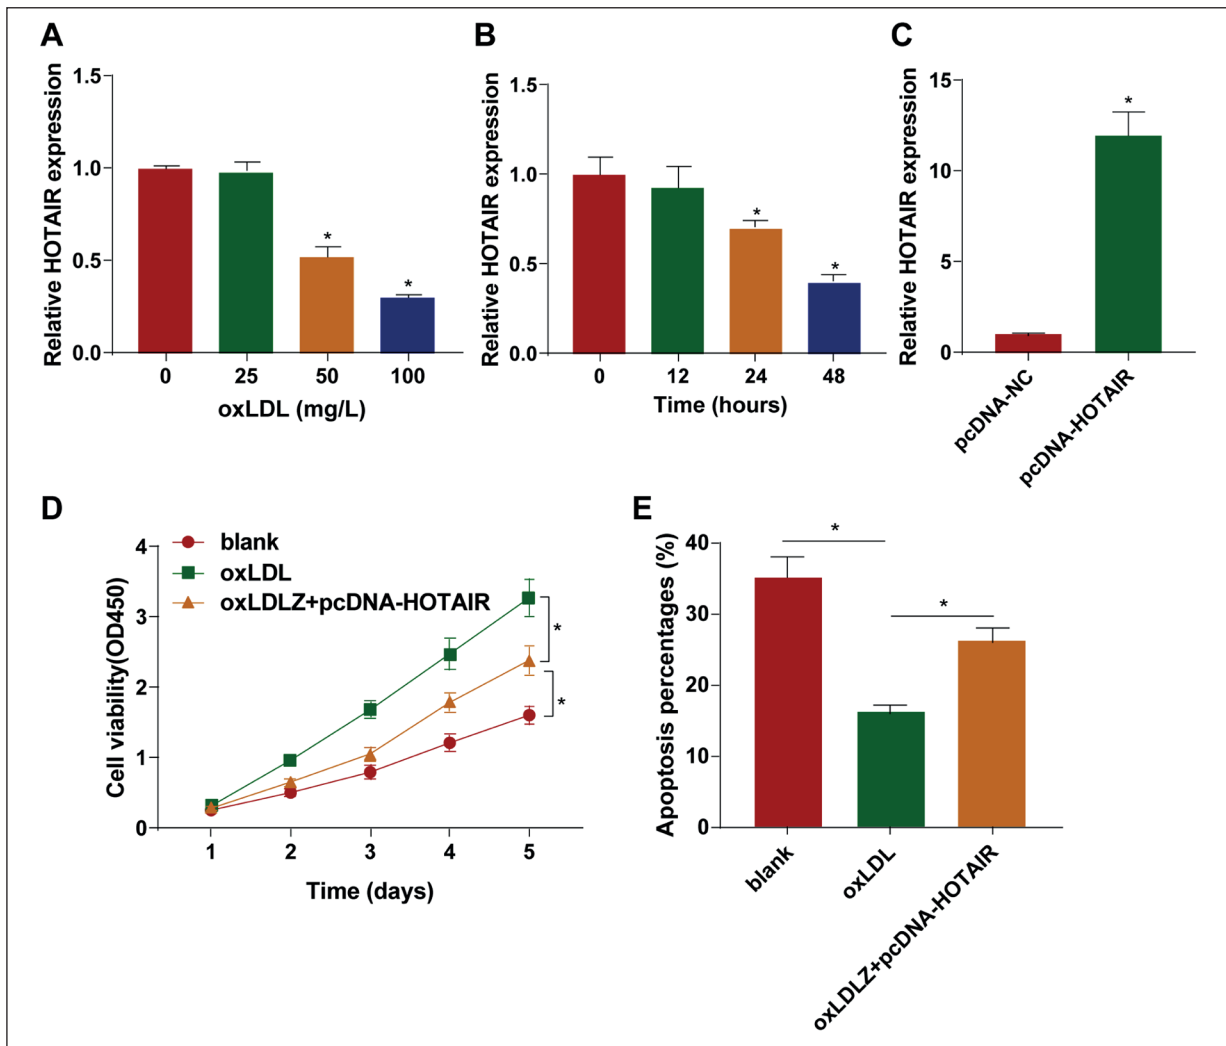 A
Relative HOTAIR expression
1.5
1.0
0.5
0.0
*
*
0 25 50 100
oxLDL (mg/L)
B
Relative HOTAIR expression
1.5
1.0
0.5
0.0
*
*
0 12 24 48
Time (hours)
C
Relative HOTAIR expression
15
10
5
0
*
pcDNA-NC
pcDNA-HOTAIR
D
Cell viability(OD450)
4
3
2
1
0
blank
oxLDL
oxLDLZ+pcDNA-HOTAIR
*
*
1 2 3 4 5
Time (days)
E
Apoptosis percentages (%)
40
30
20
10
0
*
*
blank
oxLDL
oxLDLZ+pcDNA-HOTAIR